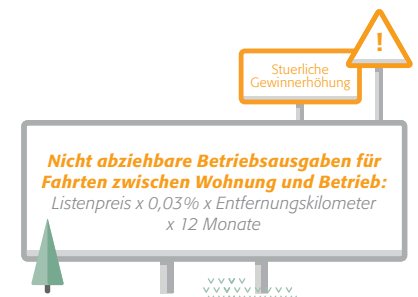 !
Stuerliche
Gewinnerhöhung
Nicht abziehbare Betriebsausgaben für
Fahrten zwischen Wohnung und Betrieb:
Listenpreis x 0,03% x Entfernungskilometer
x 12 Monate